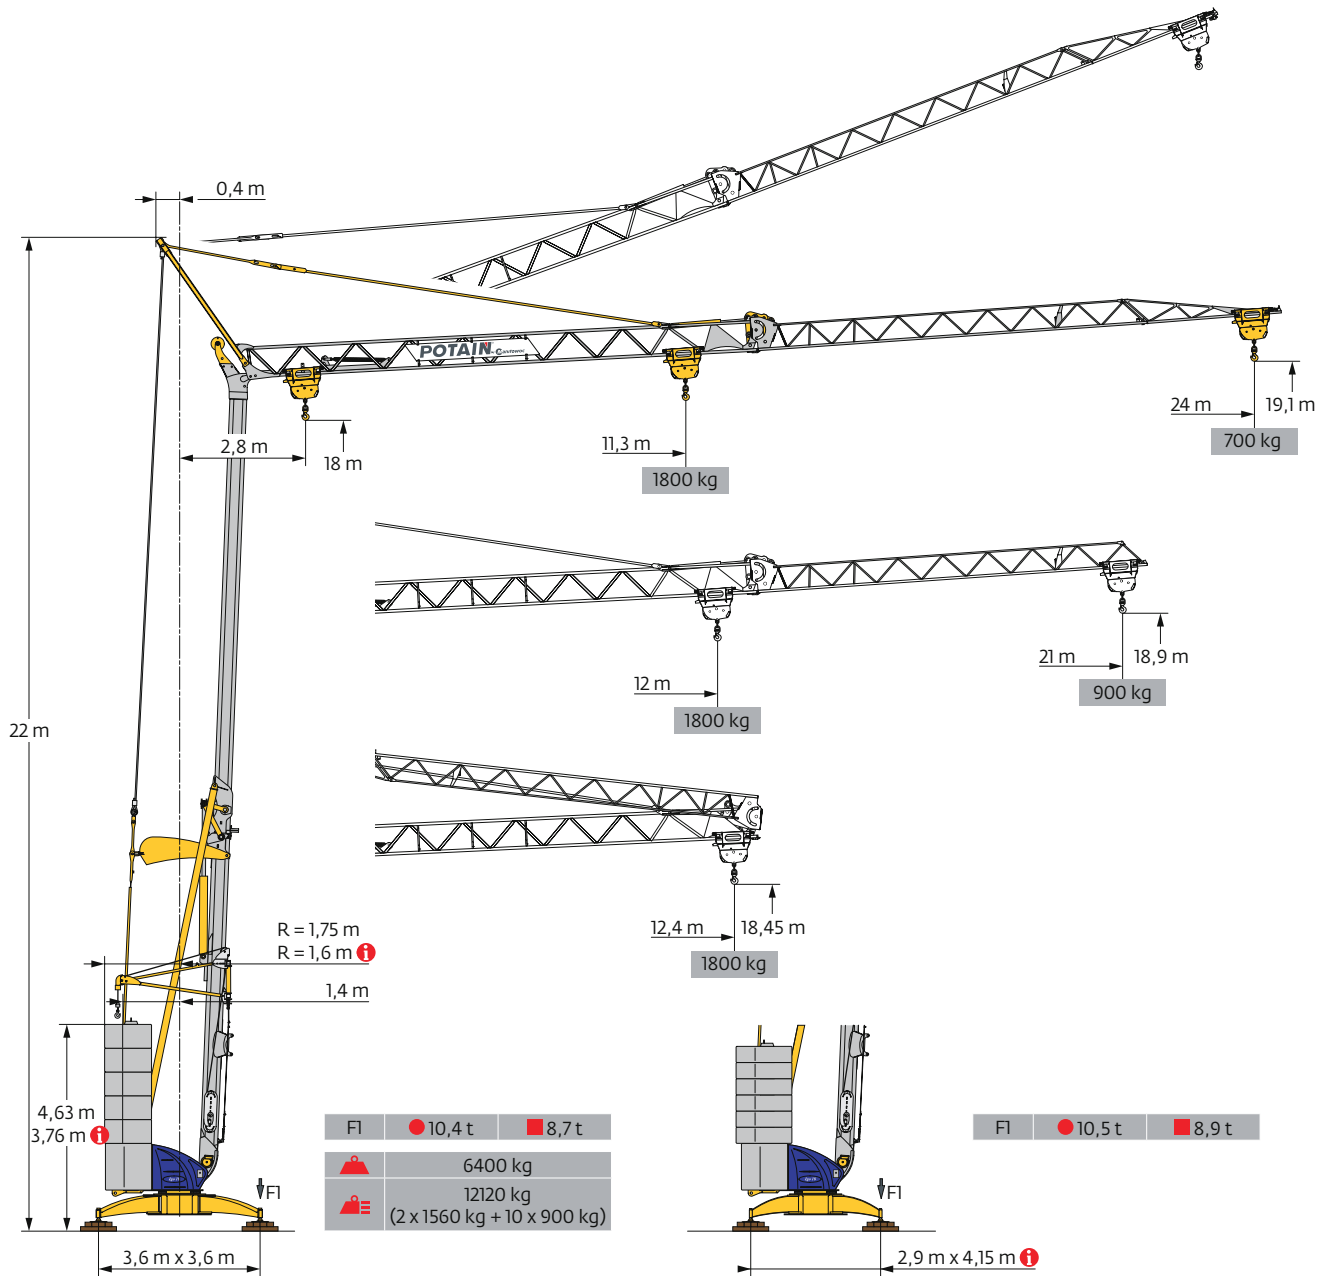 0,4 m
POTAIN
Manitowoc
2,8 m
18 m
11,3 m
1800 kg
24 m
19,1 m
700 kg
12 m
1800 kg
21 m
18,9 m
900 kg
22 m
12,4 m
18,45 m
1800 kg
R = 1,75 m
R = 1,6 m i
1,4 m
4,63 m
3,76 m i
F1 10,4 t 8,7 t
6400 kg
12120 kg
(2 x 1560 kg + 10 x 900 kg)
F1
3,6 m x 3,6 m
F1 10,5 t 8,9 t
F1
2,9 m x 4,15 m i